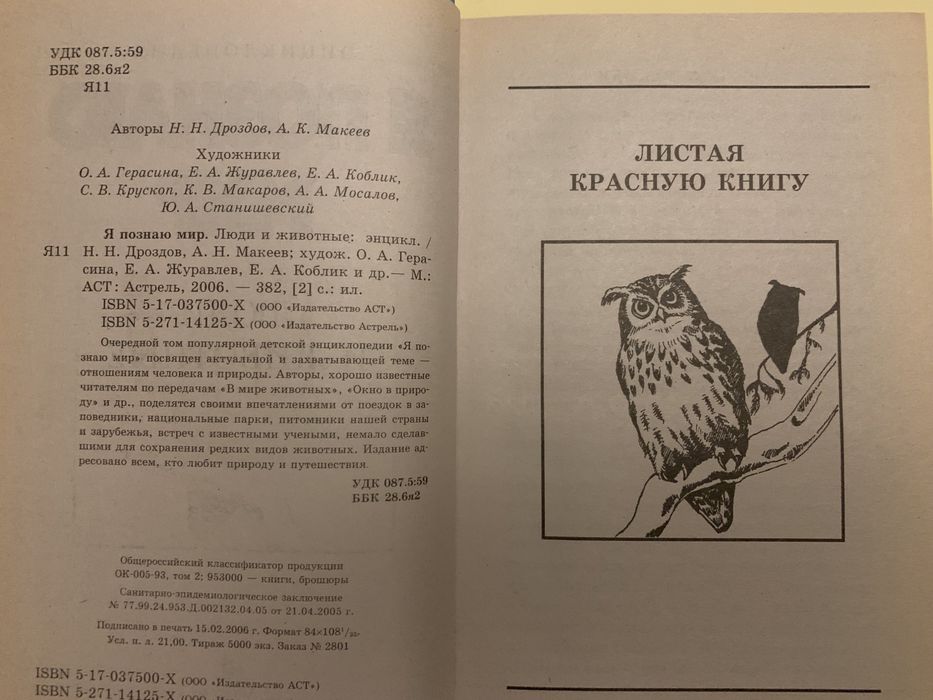 УДК 087.5:59
ББК 28.6я2
Я11
Авторы Н. Н. Дроздов, А. К. Макеев
Художники
О. А. Герасина, Е. А. Журавлев, Е. А. Коблик,
С. В. Крускоп, К. В. Макаров, А. А. Мосалов,
Ю. А. Станишевский
Я познаю мир. Люди и животные: энцикл. /
Я11 Н. Н. Дроздов, А. Н. Макеев; худож. О. А. Гера-
сина, Е. А. Журавлев, Е. А. Коблик и др.— М.:
АСТ: Астрель, 2006. — 382, [2] с.: ил.
ISBN 5-17-037500-X (ООО «Издательство АСТ»)
ISBN 5-271-14125-X (ООО «Издательство Астрель»)
Очередной том популярной детской энциклопедии «Я по-
знаю мир» посвящен актуальной и захватывающей теме —
отношениям человека и природы. Авторы, хорошо известные
читателям по передачам «В мире животных», «Окно в приро-
ду» и др., поделятся своими впечатлениями от поездок в за-
поведники, национальные парки, питомники нашей страны
и зарубежья, встреч с известными учеными, немало сделав-
шими для сохранения редких видов животных. Издание ад-
ресовано всем, кто любит природу и путешествия.
УДК 087.5:59
ББК 28.6я2
Общероссийский классификатор продукции
ОК-005-93, том 2; 953000 — книги, брошюры
Санитарно-эпидемиологическое заключение
№ 77.99.24.953.Д.002132.04.05 от 21.04.2005 г.
Подписано в печать 15.02.2006 г. Формат 84×108¹/₃₂.
Усл. п. л. 21,00. Тираж 5000 экз. Заказ № 2801
ISBN 5-17-037500-X (ООО «Издательство АСТ»)
ISBN 5-271-14125-X (ООО «Издательство Астрель»)
ЛИСТАЯ
КРАСНУЮ КНИГУ